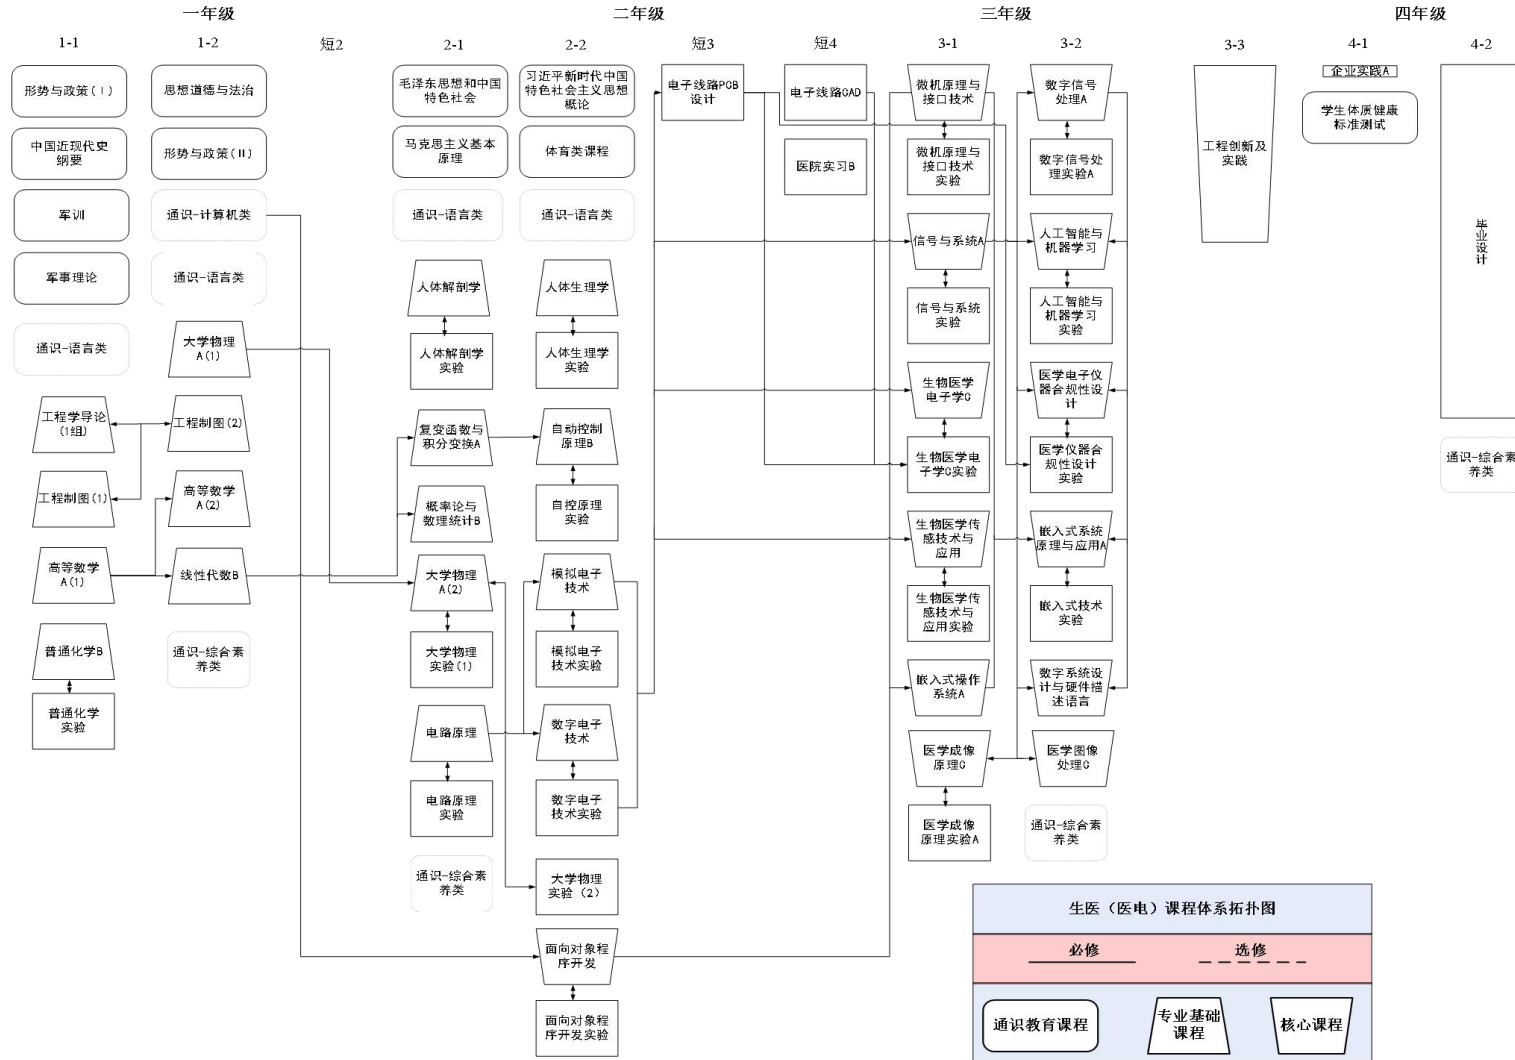 一年级
二年级
三年级
四年级
1-1
1-2
短2
2-1
2-2
短3
短4
3-1
3-2
3-3
4-1
4-2
形势与政策(Ⅰ)
中国近现代史
纲要
军训
军事理论
通识-语言类
工程学导论
(1组)
工程制图(1)
高等数学
A(1)
普通化学B
普通化学
实验
思想道德与法治
形势与政策(Ⅱ)
通识-计算机类
通识-语言类
大学物理
A(1)
工程制图(2)
高等数学
A(2)
线性代数B
通识-综合素
养类
毛泽东思想和中国
特色社会
马克思主义基本
原理
通识-语言类
人体解剖学
人体解剖学
实验
复变函数与
积分变换A
概率论与
数理统计B
大学物理
A(2)
大学物理
实验(1)
电路原理
电路原理
实验
通识-综合素
养类
习近平新时代中国
特色社会主义思想
概论
体育类课程
通识-语言类
人体生理学
人体生理学
实验
自动控制
原理B
自控原理
实验
模拟电子
技术
模拟电子
技术实验
数字电子
技术
数字电子
技术实验
大学物理
实验（2）
面向对象程
序开发
面向对象程
序开发实验
电子线路PCB
设计
电子线路CAD
医院实习B
微机原理与
接口技术
微机原理与
接口技术
实验
信号与系统A
信号与系统
实验
生物医学
电子学C
生物医学电
子学C实验
生物医学传
感技术与
应用
生物医学传
感技术与
应用实验
嵌入式操作
系统A
医学成像
原理C
医学成像
原理实验A
数字信号
处理A
数字信号处
理实验A
人工智能与
机器学习
人工智能与
机器学习
实验
医学电子仪
器合规性设
计
医学仪器合
规性设计
实验
嵌入式系统
原理与应用A
嵌入式技术
实验
数字系统设
计与硬件描
述语言
医学图像
处理C
通识-综合素
养类
工程创新及
实践
企业实践A
学生体质健康
标准测试
毕业设计
通识-综合素
养类
生医（医电）课程体系拓扑图
必修
选修
通识教育课程
专业基础
课程
核心课程